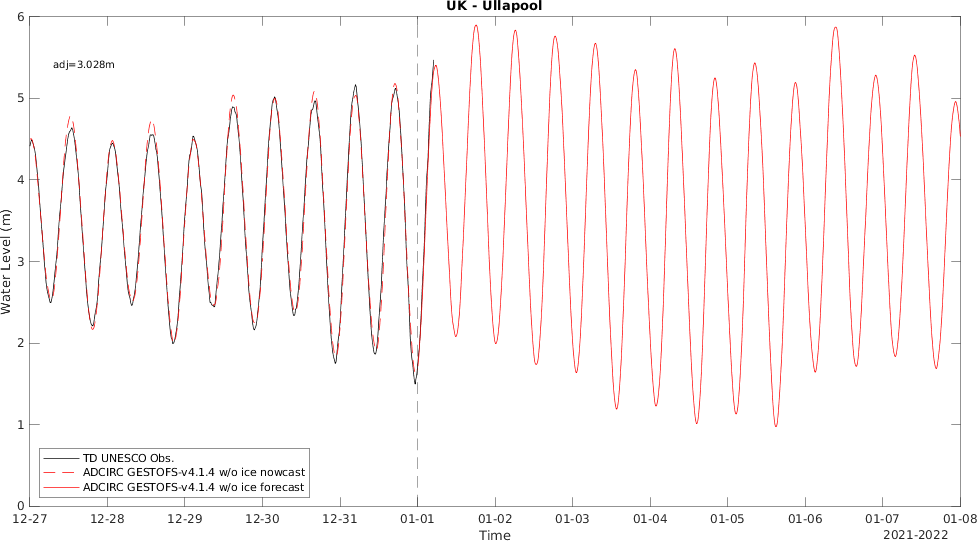 UK - Ullapool
adj=3.028m
Water Level (m)
6
5
4
3
2
1
0
TD UNESCO Obs.
ADCIRC GESTOFS-v4.1.4 w/o ice nowcast
ADCIRC GESTOFS-v4.1.4 w/o ice forecast
12-27 12-28 12-29 12-30 12-31 01-01 01-02 01-03 01-04 01-05 01-06 01-07 01-08
Time
2021-2022